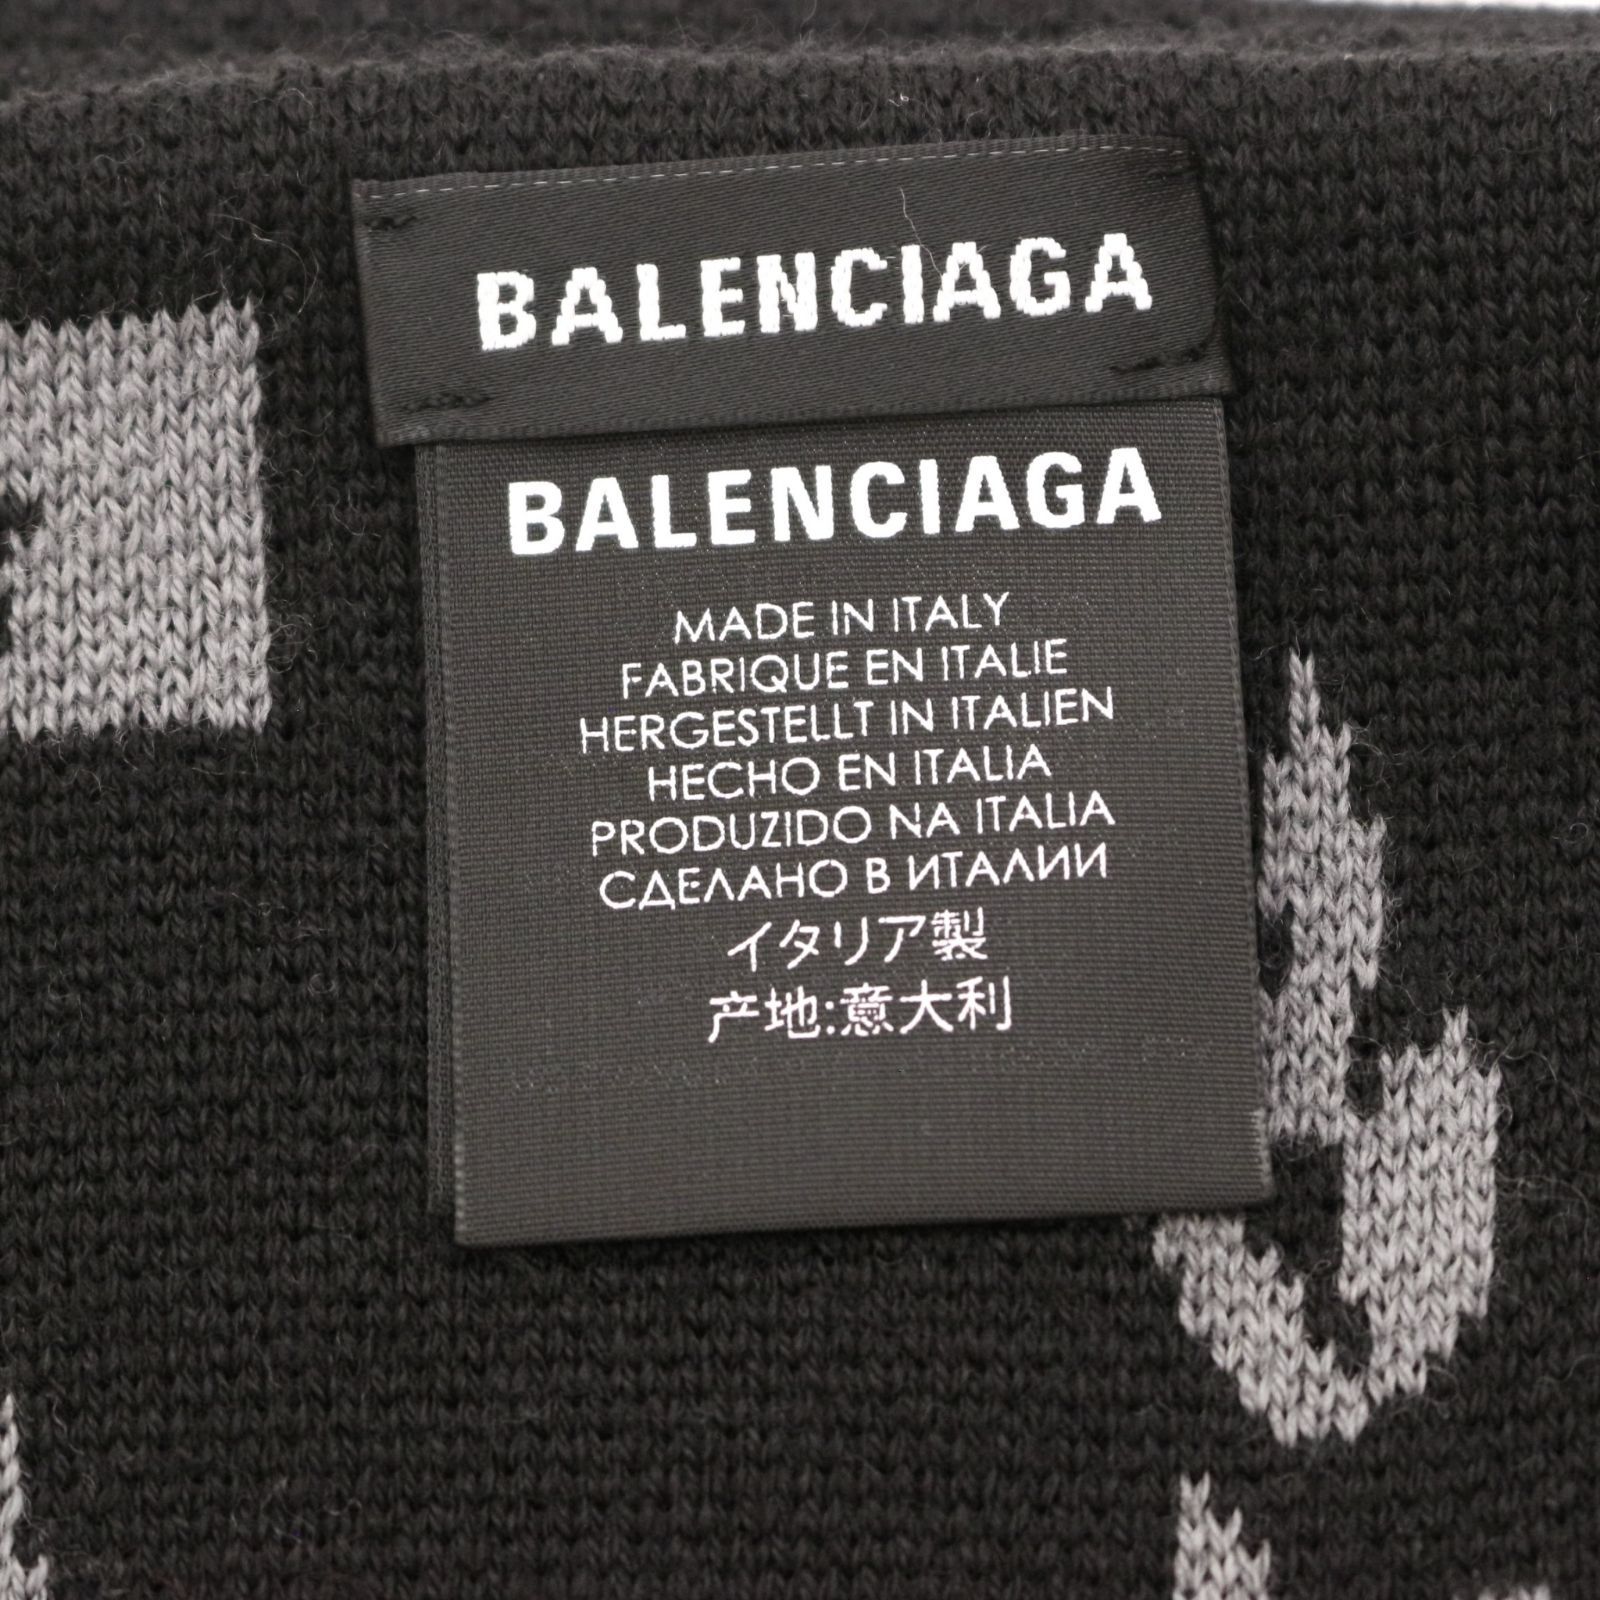 BALENCIAGA
BALENCIAGA
MADE IN ITALY
FABRIQUE EN ITALIE
HERGESTELLT IN ITALIEN
HECHO EN ITALIA
PRODUZIDO NA ITALIA
СДЕЛАНО В ИТАЛИИ
イタリア製
产地:意大利